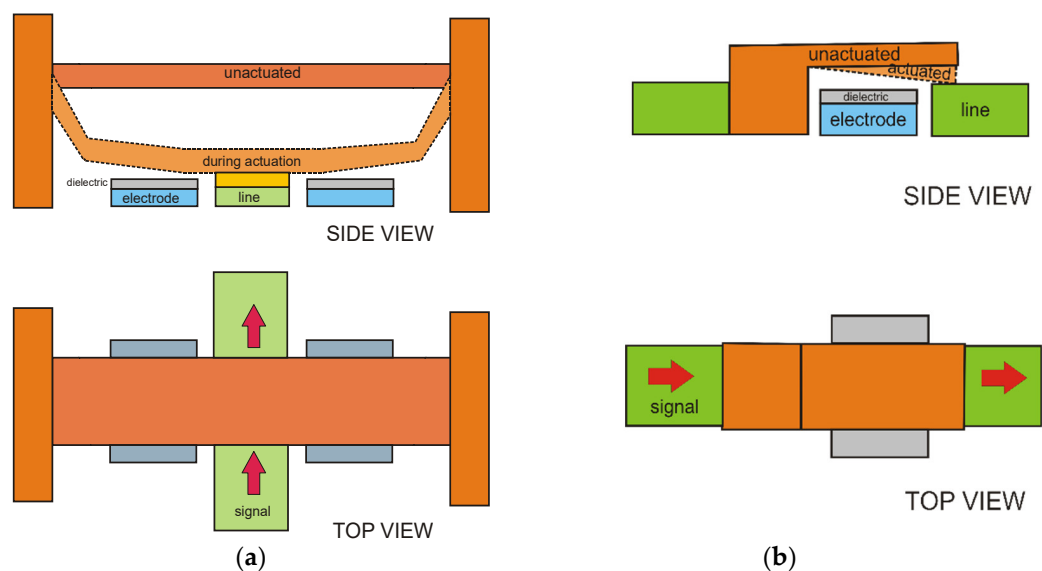 unactuated
during actuation
dielectric
electrode
line
SIDE VIEW
signal
TOP VIEW
(a)
unactuated
actuated
dielectric
electrode
line
SIDE VIEW
signal
TOP VIEW
(b)